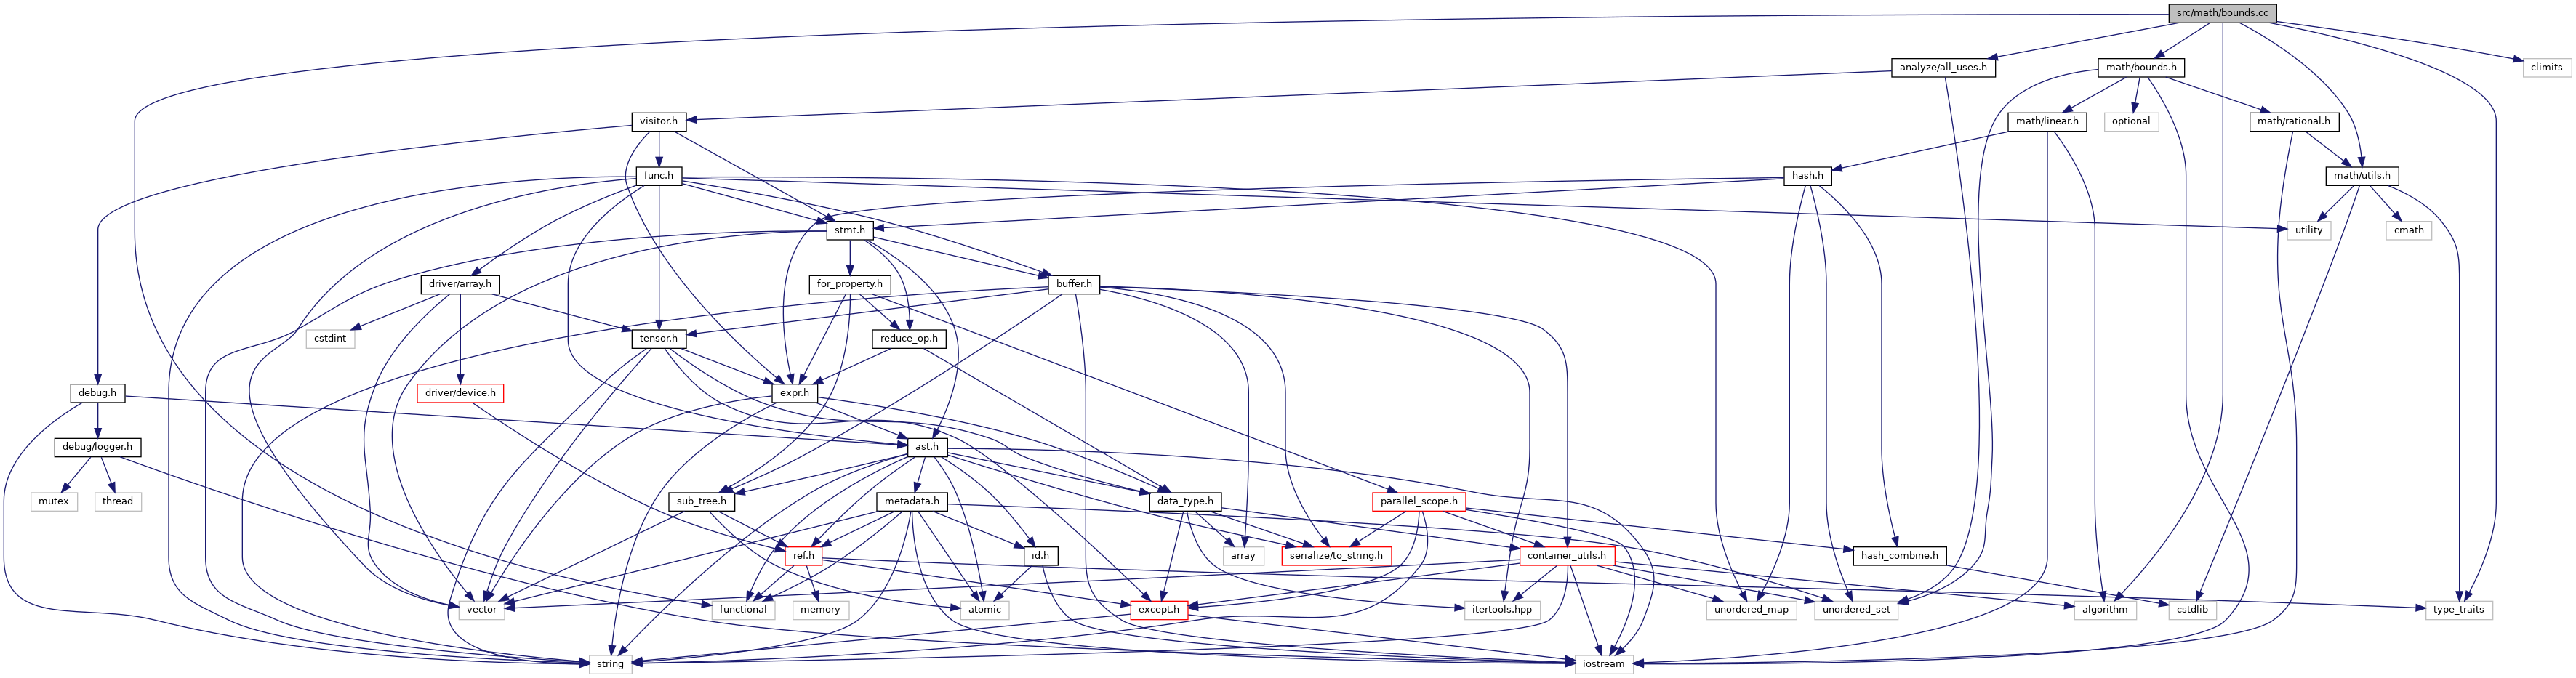 src/math/bounds.cc
analyze/all_uses.h
math/bounds.h
climits
visitor.h
math/linear.h
optional
math/rational.h
func.h
hash.h
math/utils.h
stmt.h
utility
cmath
driver/array.h
for_property.h
buffer.h
cstdint
tensor.h
reduce_op.h
debug.h
driver/device.h
expr.h
debug/logger.h
ast.h
mutex
thread
sub_tree.h
metadata.h
data_type.h
parallel_scope.h
ref.h
id.h
array
serialize/to_string.h
container_utils.h
hash_combine.h
vector
functional
memory
atomic
except.h
itertools.hpp
unordered_map
unordered_set
algorithm
cstdlib
type_traits
string
iostream